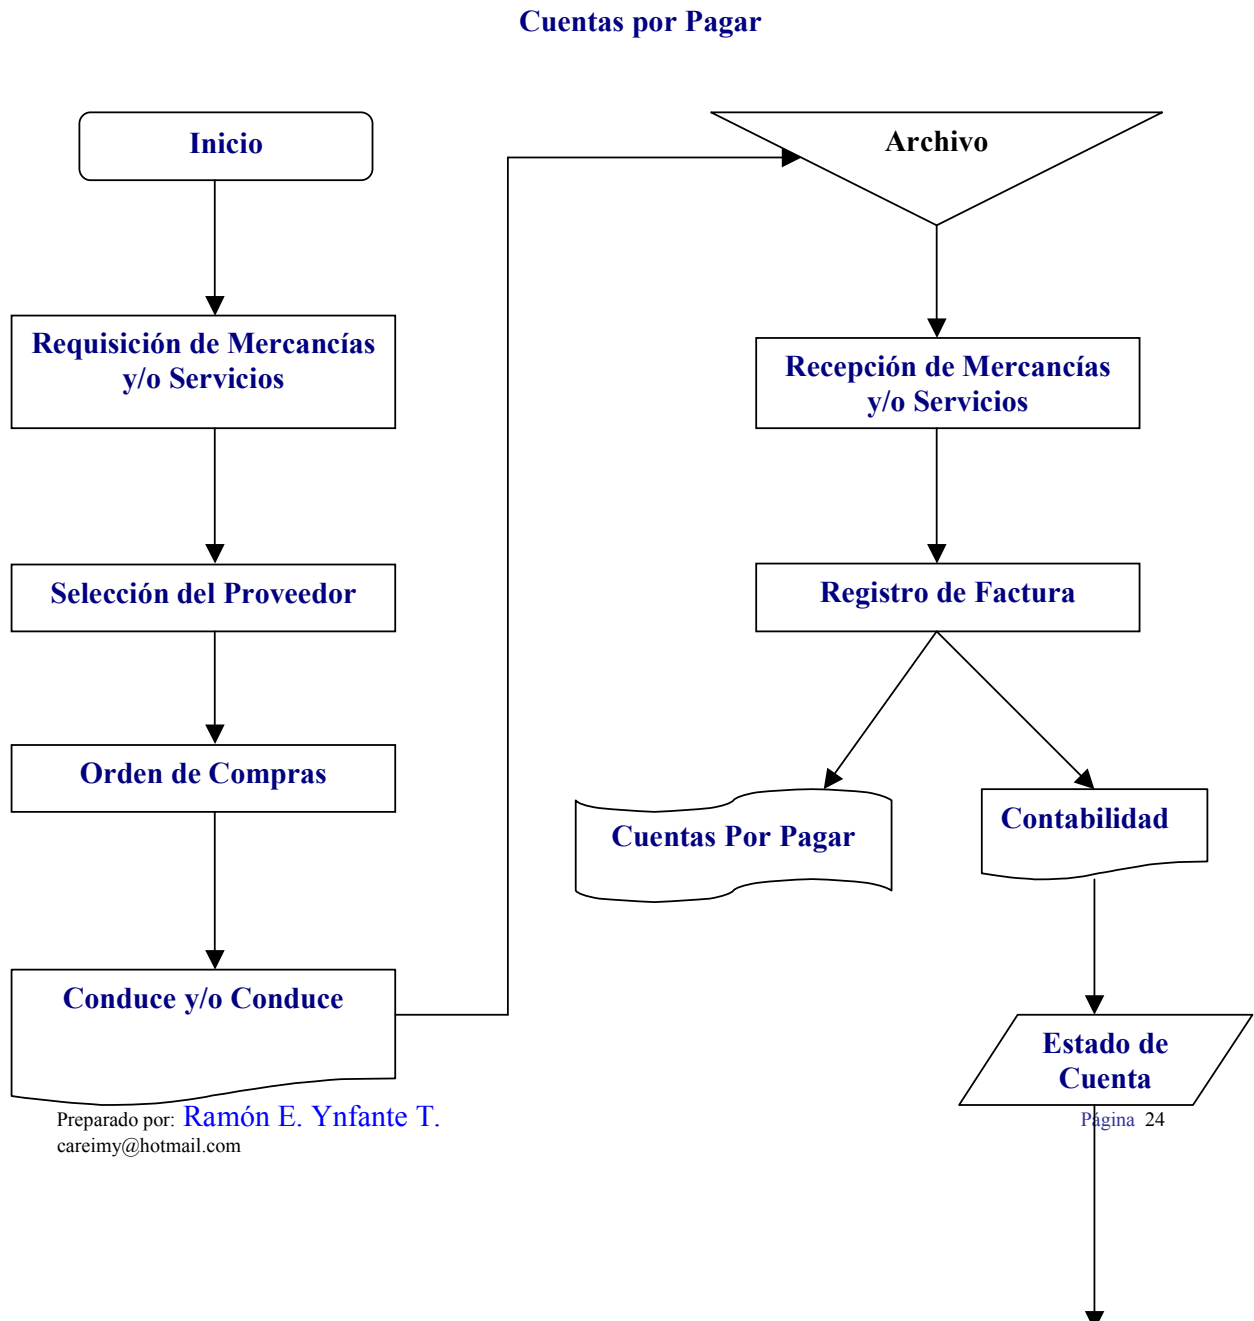 Cuentas por Pagar
Inicio
Requisición de Mercancías
y/o Servicios
Selección del Proveedor
Orden de Compras
Conduce y/o Conduce
Archivo
Recepción de Mercancías
y/o Servicios
Registro de Factura
Cuentas Por Pagar
Contabilidad
Estado de
Cuenta
Preparado por: Ramón E. Ynfante T.
careimy@hotmail.com
Página 24